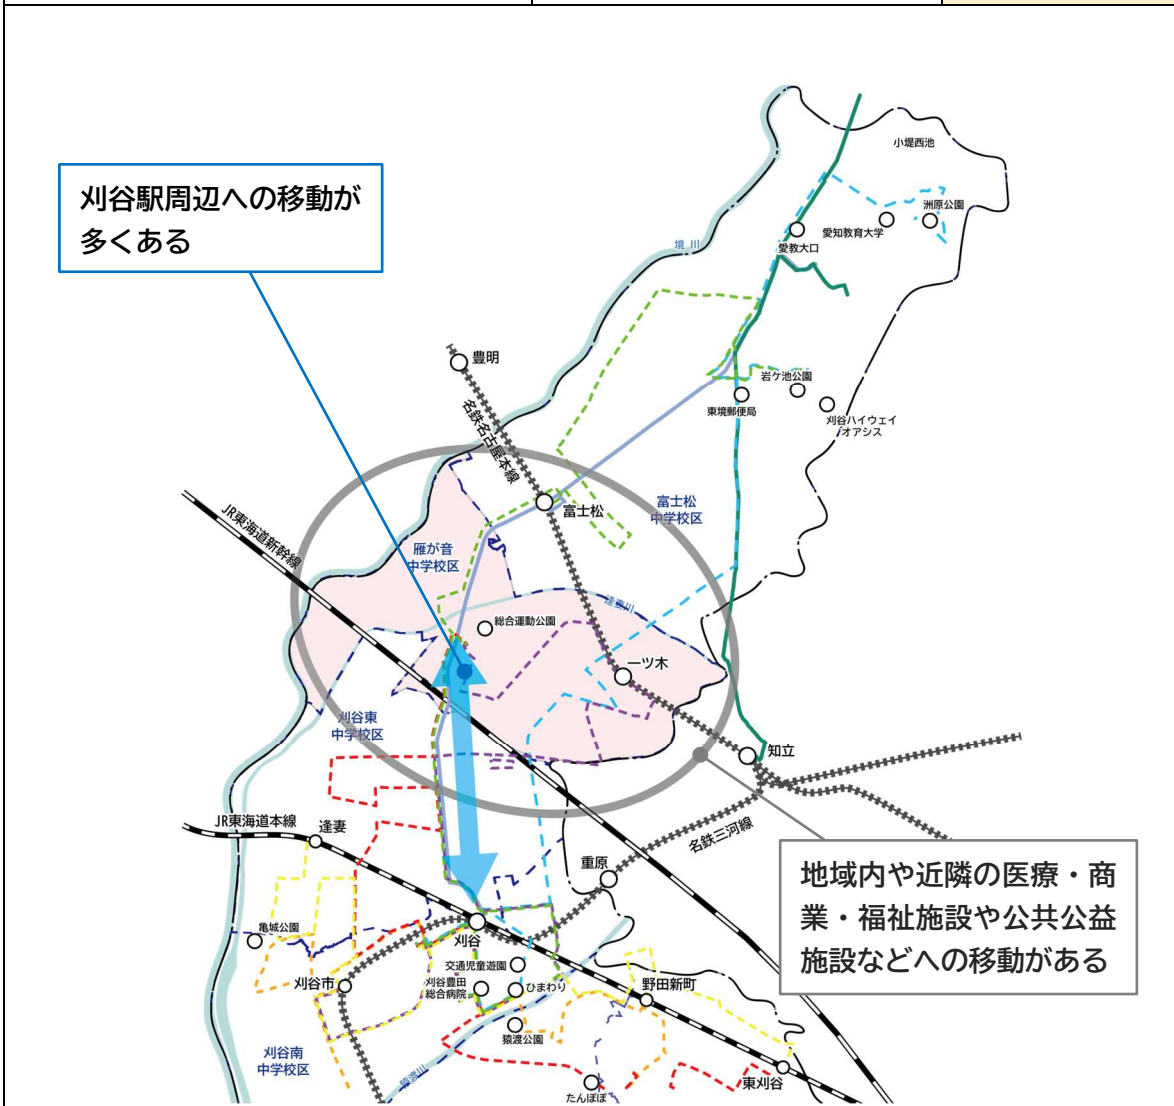 小堤西池
刈谷駅周辺への移動が
多くある
洲原公園
愛知教育大学
境川
愛教大口
豊明
岩ケ池公園
東境郵便局
刈谷ハイウェイ
オアシス
名鉄名古屋本線
富士松
富士松
中学校区
JR東海道新幹線
雁が音
中学校区
逢妻川
総合運動公園
一ツ木
刈谷東
中学校区
知立
JR東海道本線
逢妻
名鉄三河線
重原
地域内や近隣の医療・商
業・福祉施設や公共公益
施設などへの移動がある
亀城公園
刈谷
交通児童遊園
刈谷市
刈谷豊田
総合病院
ひまわり
野田新町
猿渡公園
刈谷南
中学校区
猿渡川
東刈谷
たんぽぽ